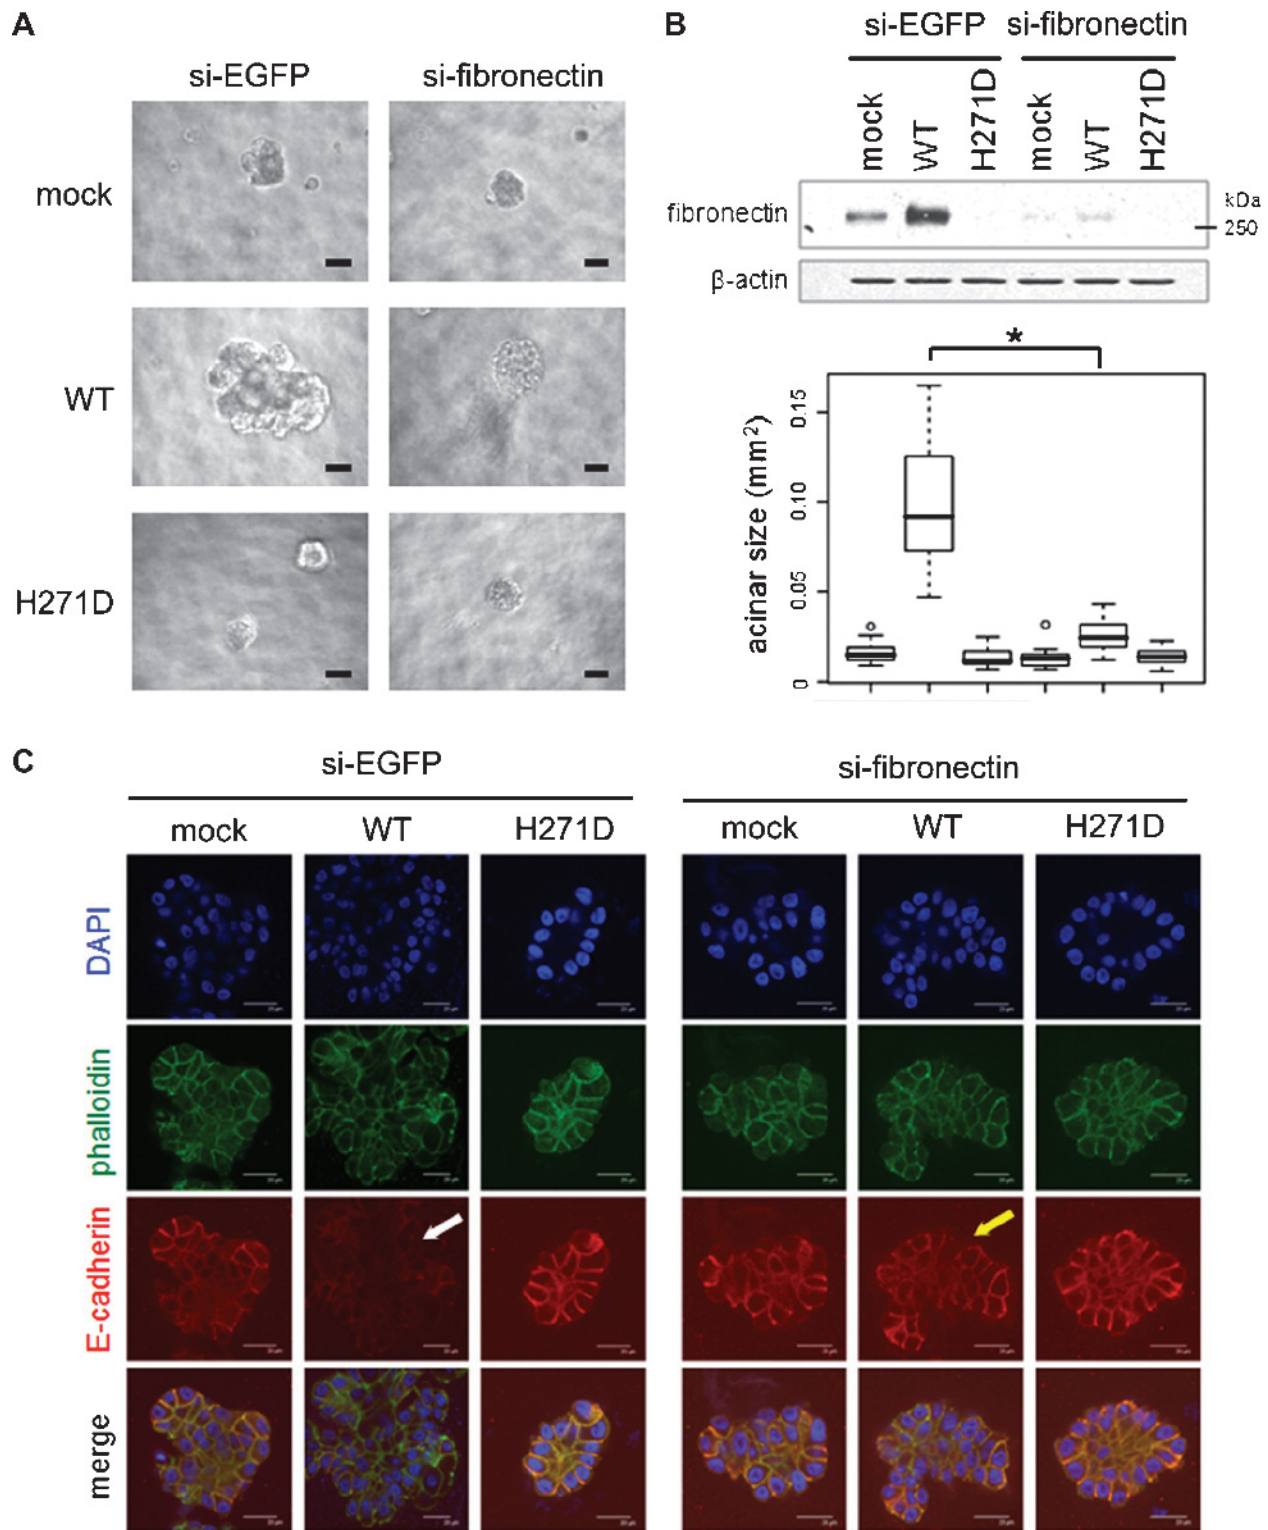 A
si-EGFP si-fibronectin
mock
WT
H271D
B
si-EGFP si-fibronectin
mock WT H271D mock WT H271D
fibronectin
kDa
250
β-actin
*
acinar size (mm²)
0.15
0.10
0.05
0
C
si-EGFP si-fibronectin
mock WT H271D mock WT H271D
DAPI
phalloidin
E-cadherin
merge